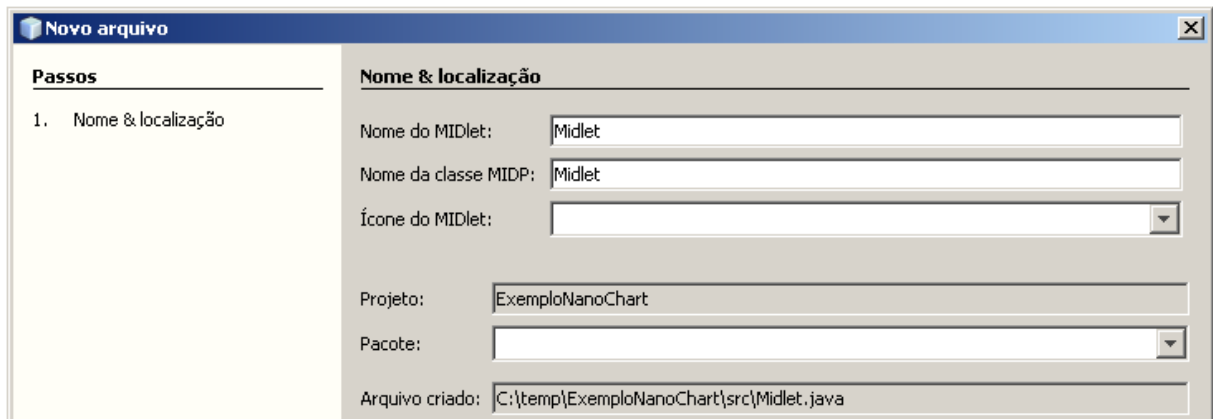 Novo arquivo
Passos
1. Nome & localização
Nome & localização
Nome do MIDlet: Midlet
Nome da classe MIDP: Midlet
Ícone do MIDlet:
Projeto: ExemploNanoChart
Pacote:
Arquivo criado: C:\temp\ExemploNanoChart\src\Midlet.java